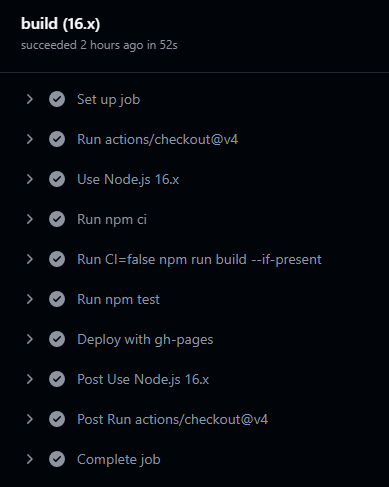 build (16.x)
succeeded 2 hours ago in 52s
Set up job
Run actions/checkout@v4
Use Node.js 16.x
Run npm ci
Run CI=false npm run build --if-present
Run npm test
Deploy with gh-pages
Post Use Node.js 16.x
Post Run actions/checkout@v4
Complete job